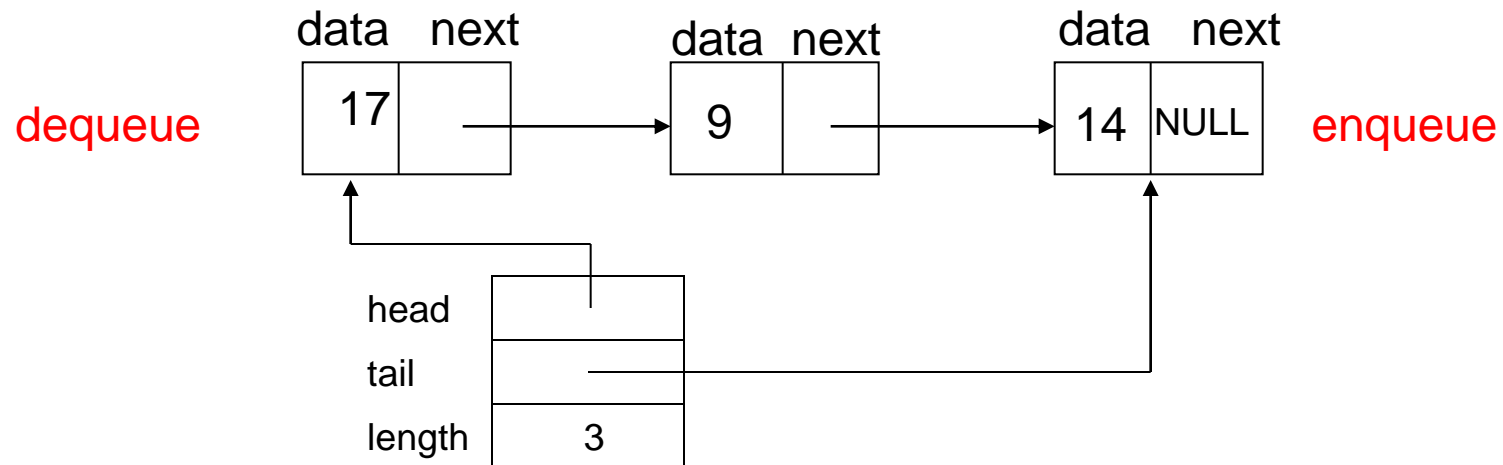 data next data next data next
dequeue 17 9 14 NULL enqueue
head
tail
length 3